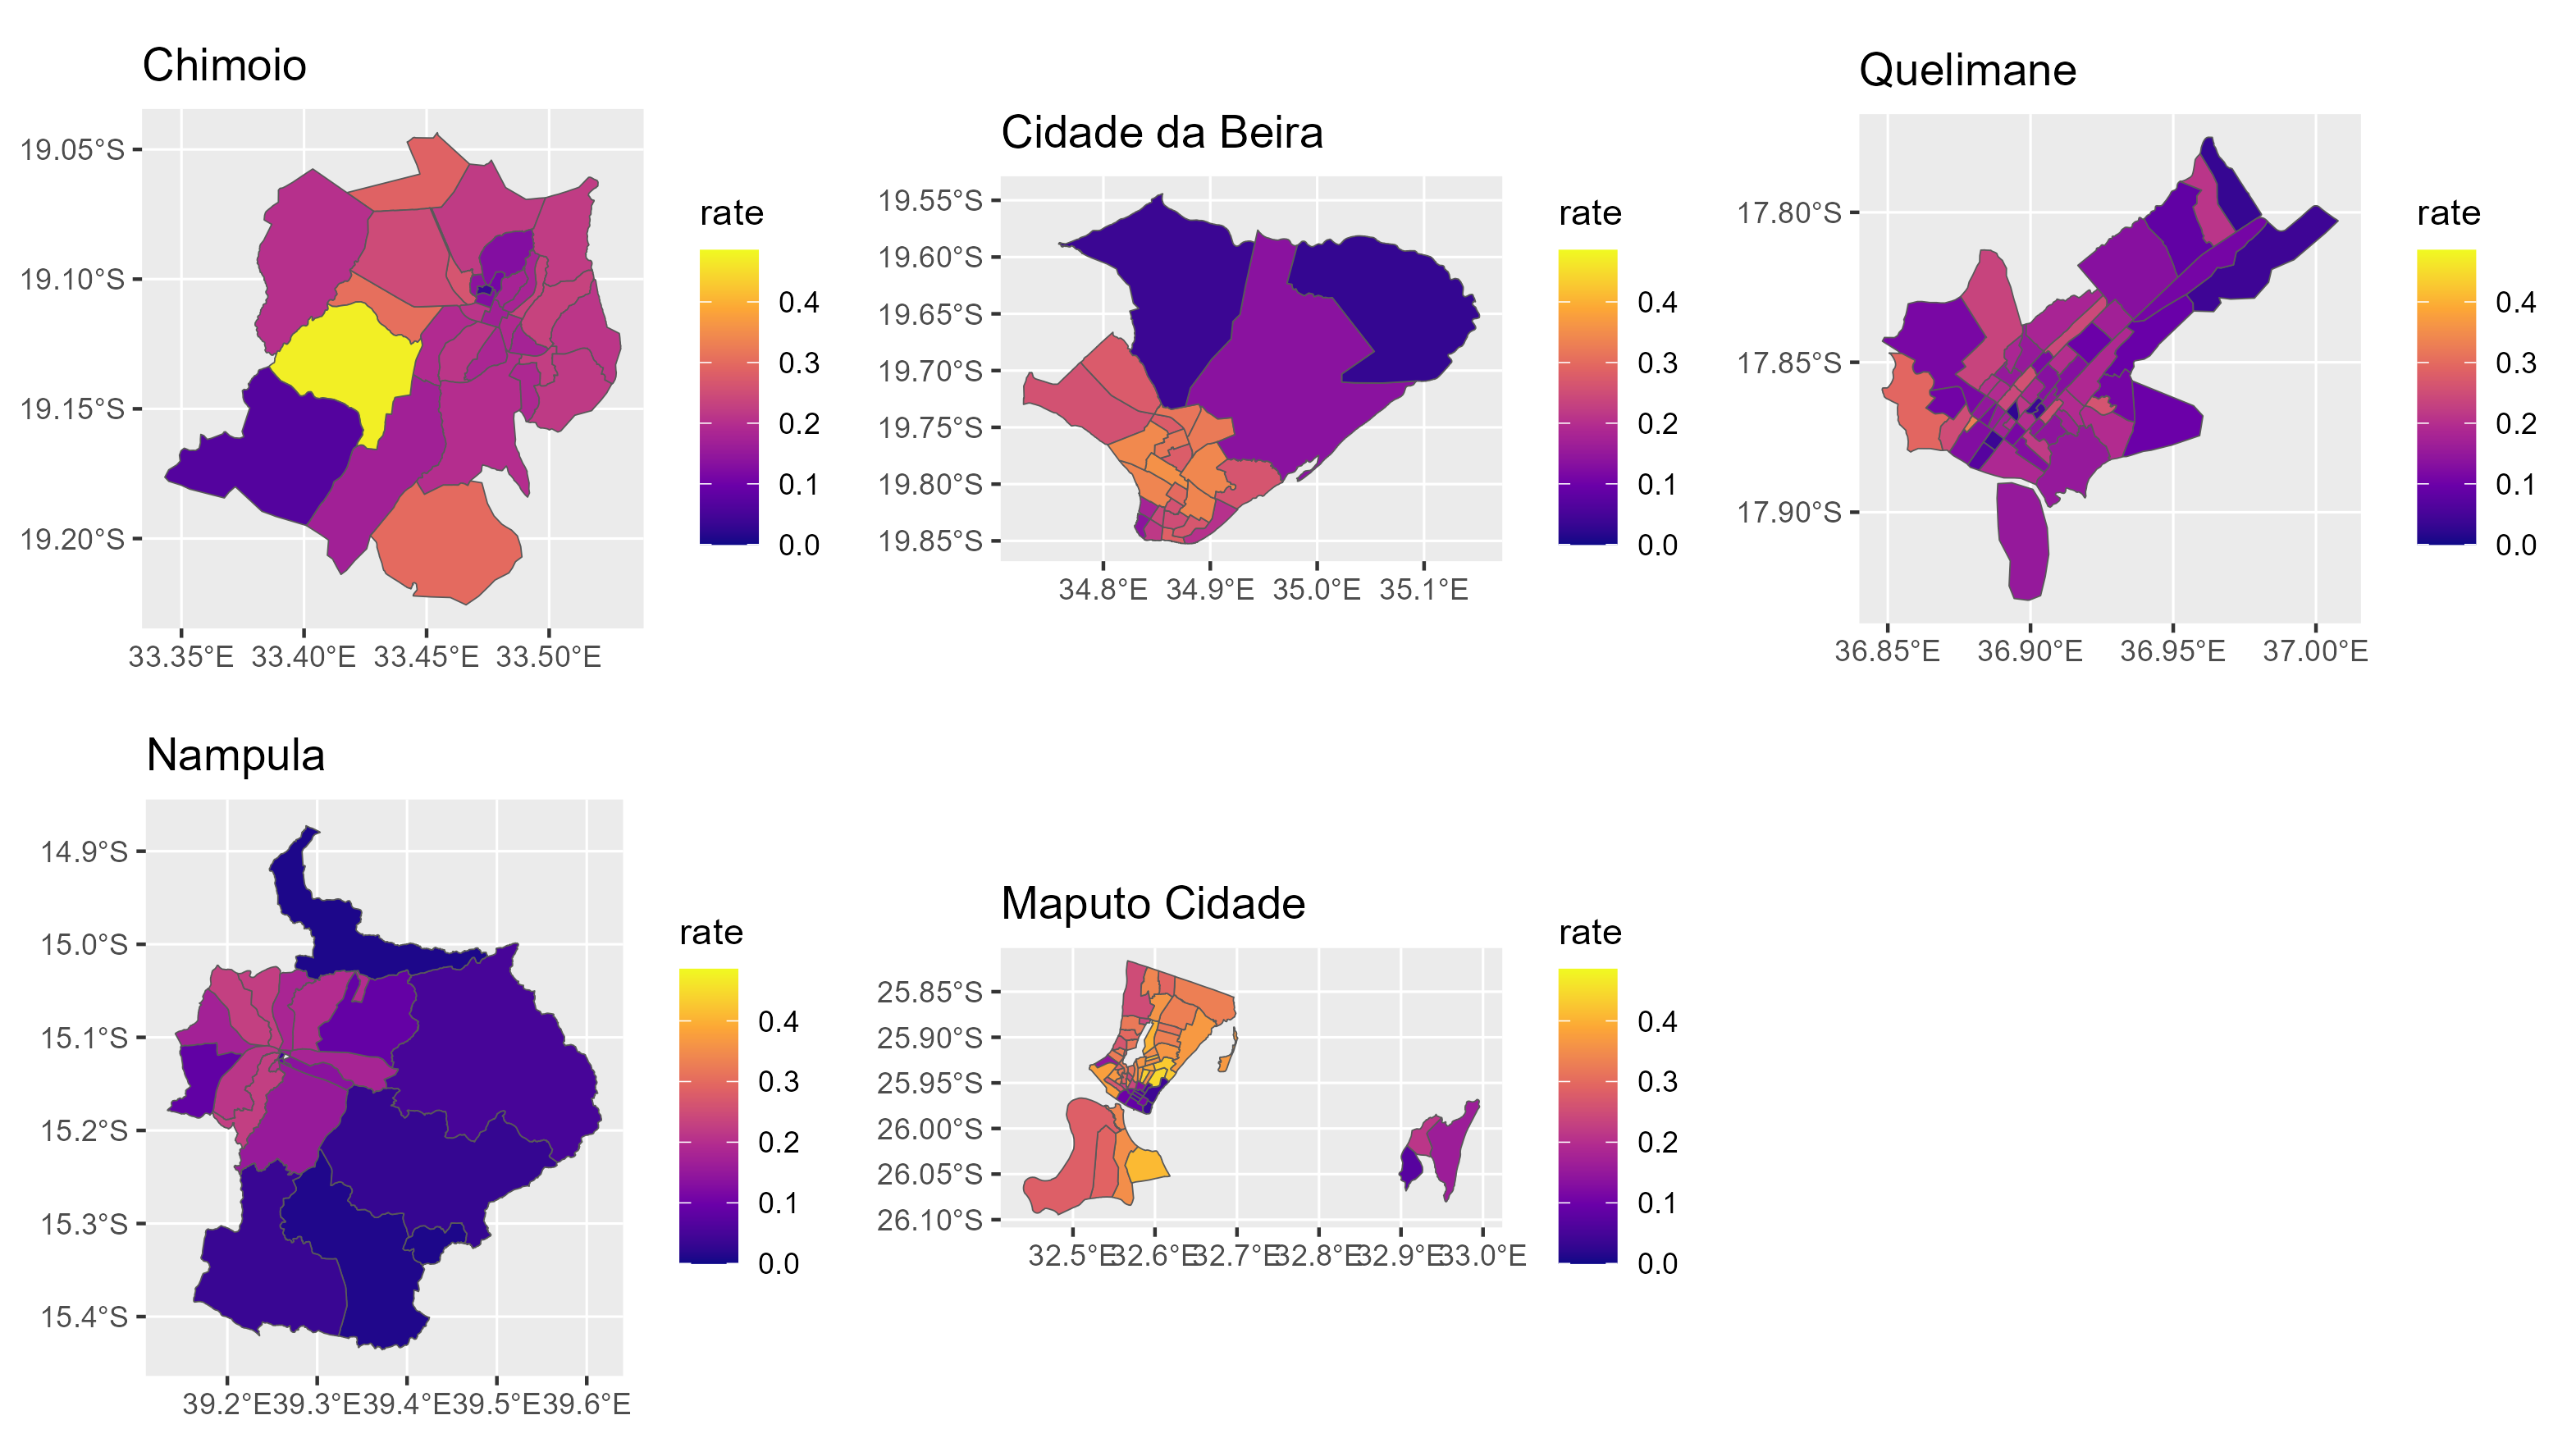 Chimoio
19.05°S
19.10°S
19.15°S
19.20°S
33.35°E 33.40°E 33.45°E 33.50°E
rate
0.4
0.3
0.2
0.1
0.0
Cidade da Beira
19.55°S
19.60°S
19.65°S
19.70°S
19.75°S
19.80°S
19.85°S
34.8°E 34.9°E 35.0°E 35.1°E
rate
0.4
0.3
0.2
0.1
0.0
Quelimane
17.80°S
17.85°S
17.90°S
36.85°E 36.90°E 36.95°E 37.00°E
rate
0.4
0.3
0.2
0.1
0.0
Nampula
14.9°S
15.0°S
15.1°S
15.2°S
15.3°S
15.4°S
39.2°E 39.3°E 39.4°E 39.5°E 39.6°E
rate
0.4
0.3
0.2
0.1
0.0
Maputo Cidade
25.85°S
25.90°S
25.95°S
26.00°S
26.05°S
26.10°S
32.5°E 32.6°E 32.7°E 32.8°E 32.9°E 33.0°E
rate
0.4
0.3
0.2
0.1
0.0